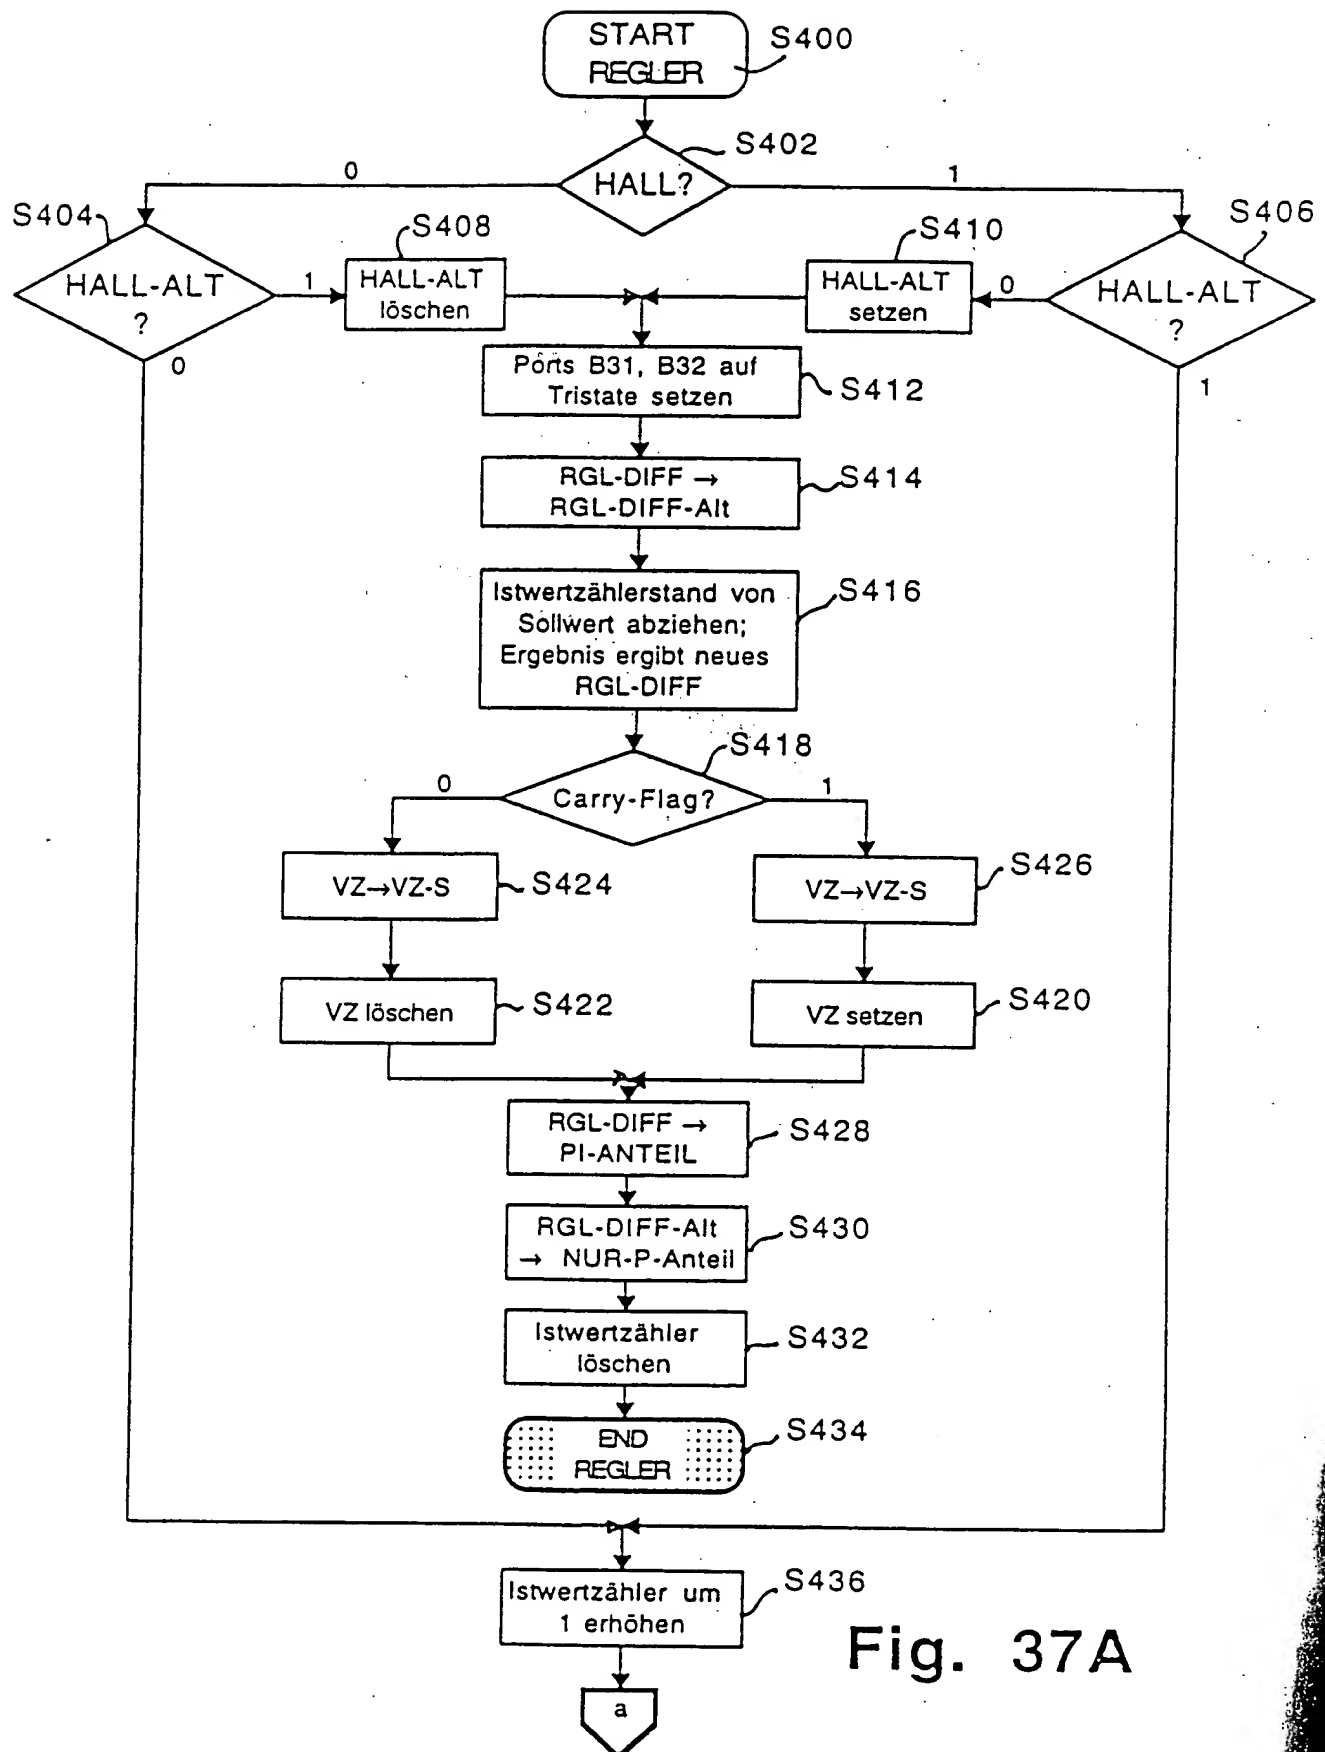 START
REGLER
S400
S402
HALL?
0
1
S404
HALL-ALT
?
1
0
S408
HALL-ALT
löschen
S410
HALL-ALT
setzen
S406
HALL-ALT
?
0
1
Ports B31, B32 auf
Tristate setzen
S412
RGL-DIFF →
RGL-DIFF-Alt
S414
Istwertzählerstand von
Sollwert abziehen;
Ergebnis ergibt neues
RGL-DIFF
S416
S418
Carry-Flag?
0
1
VZ→VZ-S
S424
VZ→VZ-S
S426
VZ löschen
S422
VZ setzen
S420
RGL-DIFF →
PI-ANTEIL
S428
RGL-DIFF-Alt
→ NUR-P-Anteil
S430
Istwertzähler
löschen
S432
END
REGLER
S434
Istwertzähler um
1 erhöhen
S436
a
Fig. 37A